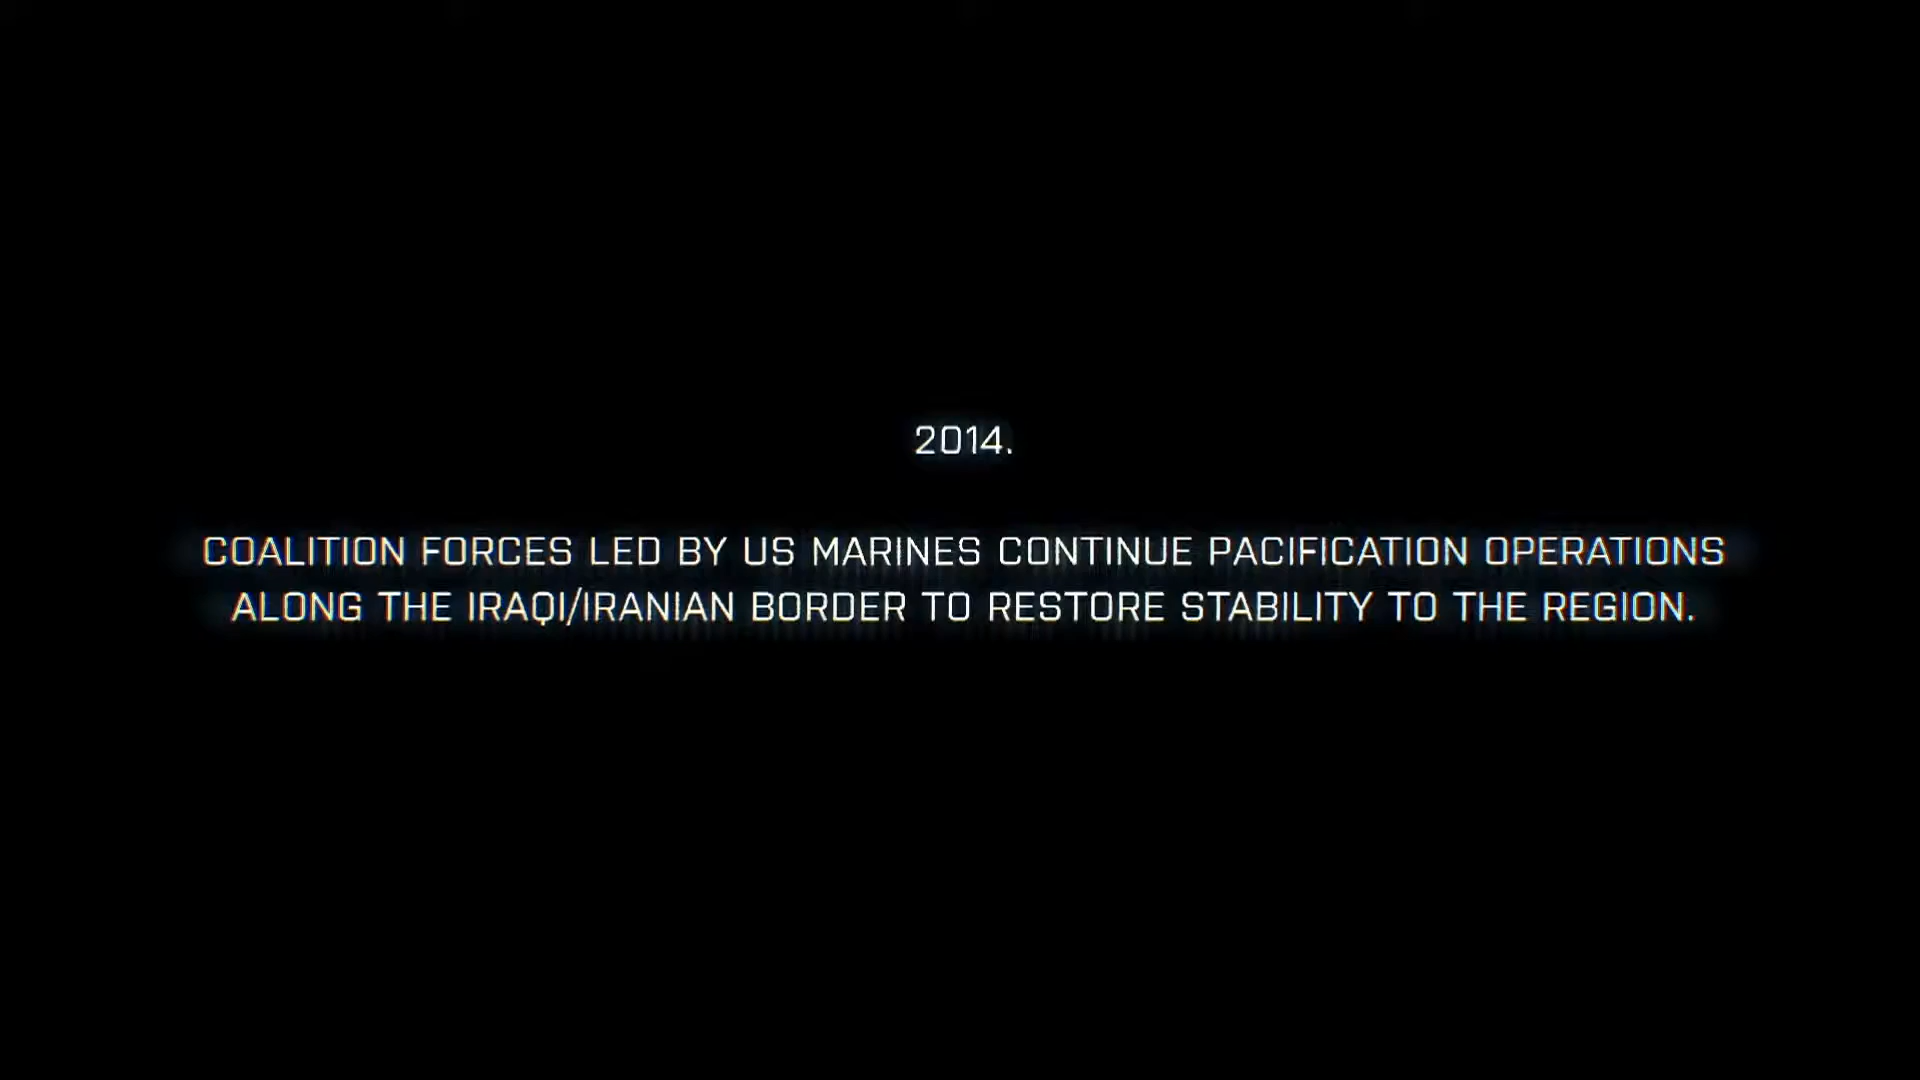 2014.
COALITION FORCES LED BY US MARINES CONTINUE PACIFICATION OPERATIONS
ALONG THE IRAQI/IRANIAN BORDER TO RESTORE STABILITY TO THE REGION.